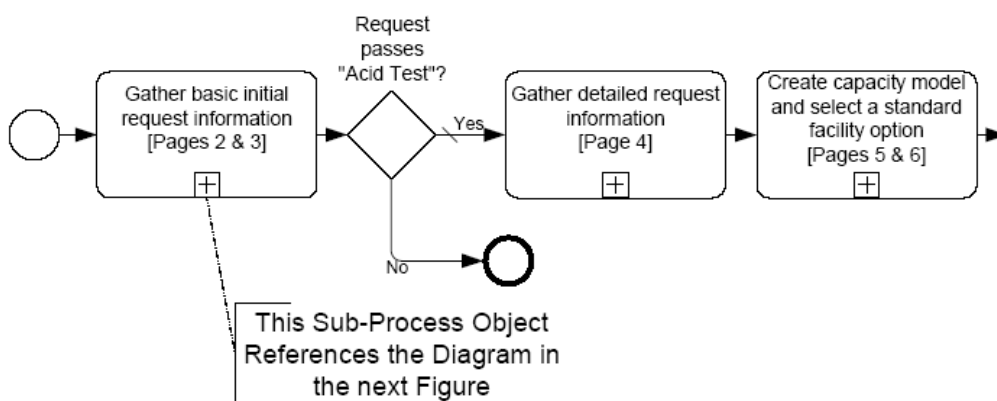 Request
passes
"Acid Test"?
Gather basic initial
request information
[Pages 2 & 3]
Yes
Gather detailed request
information
[Page 4]
Create capacity model
and select a standard
facility option
[Pages 5 & 6]
No
This Sub-Process Object
References the Diagram in
the next Figure